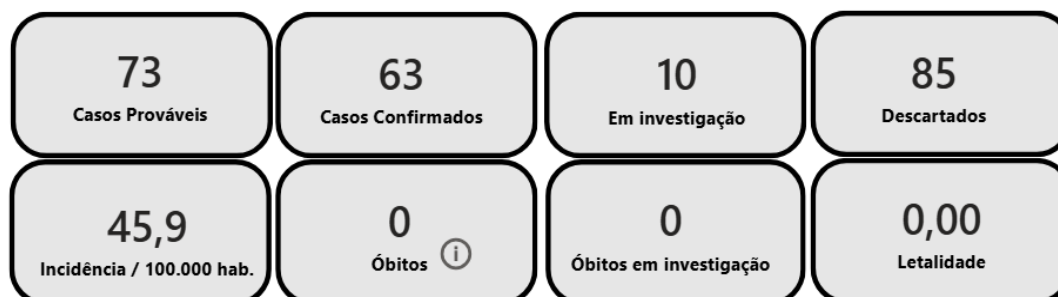 73
Casos Prováveis
63
Casos Confirmados
10
Em investigação
85
Descartados
45,9
Incidência / 100.000 hab.
0
Óbitos
0
Óbitos em investigação
0,00
Letalidade